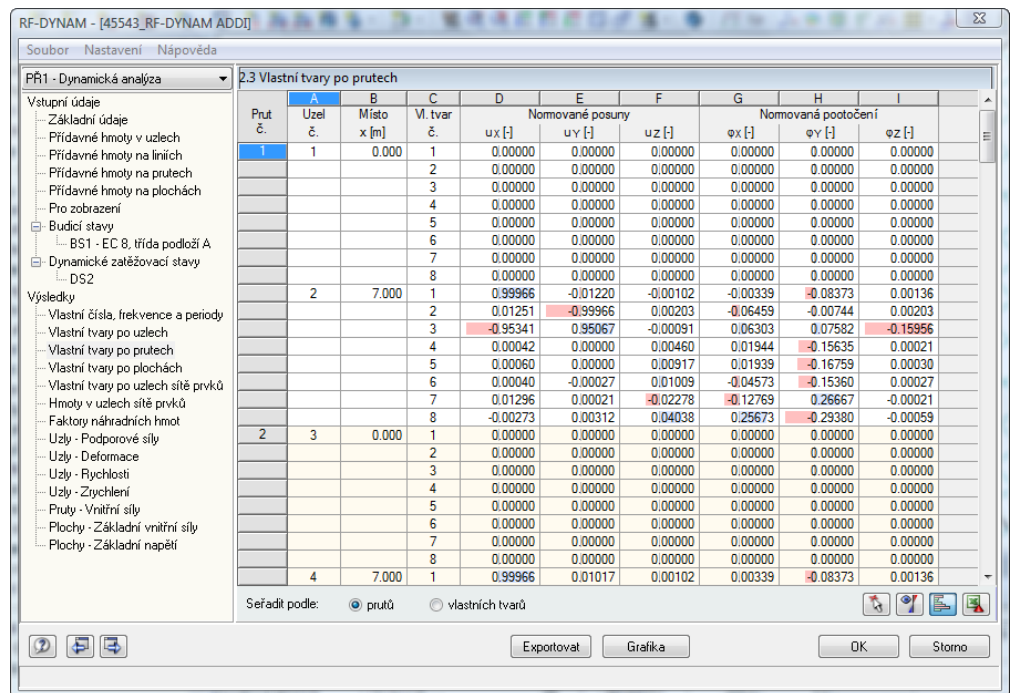 RF-DYNAM - [45543_RF-DYNAM ADDI]
Soubor Nastavení Nápověda
PŘ1 - Dynamická analýza
2.3 Vlastní tvary po prutech
Vstupní údaje
Základní údaje
Přídavné hmoty v uzlech
Přídavné hmoty na liniích
Přídavné hmoty na prutech
Přídavné hmoty na plochách
Pro zobrazení
Budicí stavy
BS1 - EC 8, třída podloží A
Dynamické zatěžovací stavy
DS2
Výsledky
Vlastní čísla, frekvence a periody
Vlastní tvary po uzlech
Vlastní tvary po prutech
Vlastní tvary po plochách
Vlastní tvary po uzlech sítě prvků
Hmoty v uzlech sítě prvků
Faktory náhradních hmot
Uzly - Podporové síly
Uzly - Deformace
Uzly - Rychlosti
Uzly - Zrychlení
Pruty - Vnitřní síly
Plochy - Základní vnitřní síly
Plochy - Základní napětí
A B C D E F G H I
Prut Uzel Místo Vl. tvar Normované posuny Normovaná pootočení
č. č. x [m] č. uX [-] uY [-] uZ [-] φX [-] φY [-] φZ [-]
1 1 0.000 1 0.00000 0.00000 0.00000 0.00000 0.00000 0.00000
2 0.00000 0.00000 0.00000 0.00000 0.00000 0.00000
3 0.00000 0.00000 0.00000 0.00000 0.00000 0.00000
4 0.00000 0.00000 0.00000 0.00000 0.00000 0.00000
5 0.00000 0.00000 0.00000 0.00000 0.00000 0.00000
6 0.00000 0.00000 0.00000 0.00000 0.00000 0.00000
7 0.00000 0.00000 0.00000 0.00000 0.00000 0.00000
8 0.00000 0.00000 0.00000 0.00000 0.00000 0.00000
2 7.000 1 0.99966 -0.01220 -0.00102 -0.00339 -0.08373 0.00136
2 0.01251 -0.99966 0.00203 -0.06459 -0.00744 0.00029
3 -0.95341 0.95067 -0.00091 0.06303 0.07582 -0.15956
4 0.00042 0.00000 0.00460 0.01944 -0.15635 0.00021
5 0.00060 0.00000 0.00917 0.01939 -0.16759 0.00030
6 0.00040 -0.00027 0.01009 -0.04573 -0.15360 0.00027
7 0.01296 0.00021 -0.02278 -0.12769 0.26667 -0.00021
8 -0.00273 0.00312 0.04038 0.25673 -0.29380 -0.00059
2 3 0.000 1 0.00000 0.00000 0.00000 0.00000 0.00000 0.00000
2 0.00000 0.00000 0.00000 0.00000 0.00000 0.00000
3 0.00000 0.00000 0.00000 0.00000 0.00000 0.00000
4 0.00000 0.00000 0.00000 0.00000 0.00000 0.00000
5 0.00000 0.00000 0.00000 0.00000 0.00000 0.00000
6 0.00000 0.00000 0.00000 0.00000 0.00000 0.00000
7 0.00000 0.00000 0.00000 0.00000 0.00000 0.00000
8 0.00000 0.00000 0.00000 0.00000 0.00000 0.00000
4 7.000 1 0.99966 0.01017 0.00102 0.00339 -0.08373 0.00136
Seřadit podle: prutů vlastních tvarů
Exportovat Grafika OK Storno